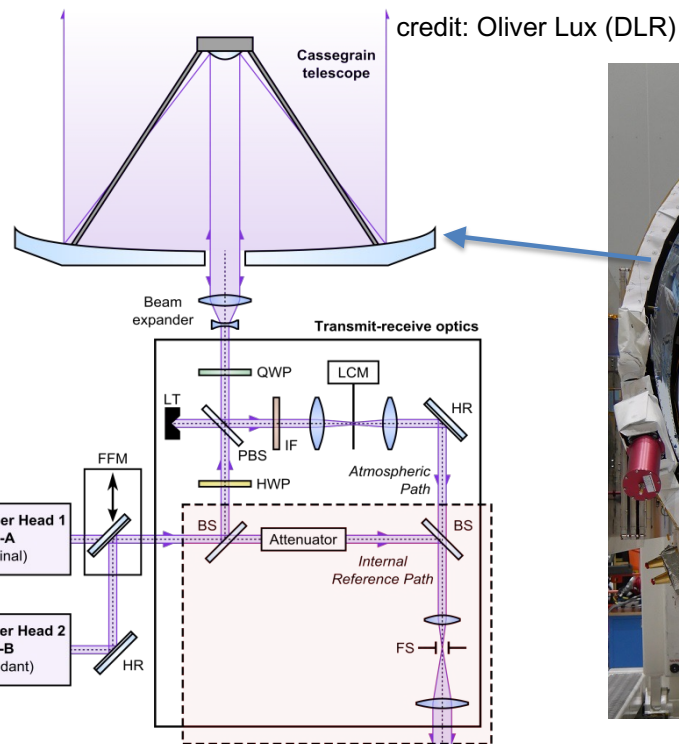 credit: Oliver Lux (DLR)
Cassegrain
telescope
Beam
expander
Transmit-receive optics
QWP
LCM
LT
HR
IF
PBS
FFM
Atmospheric
Path
HWP
BS
BS
er Head 1
-A
inal)
Attenuator
Internal
Reference Path
er Head 2
-B
dant)
HR
FS